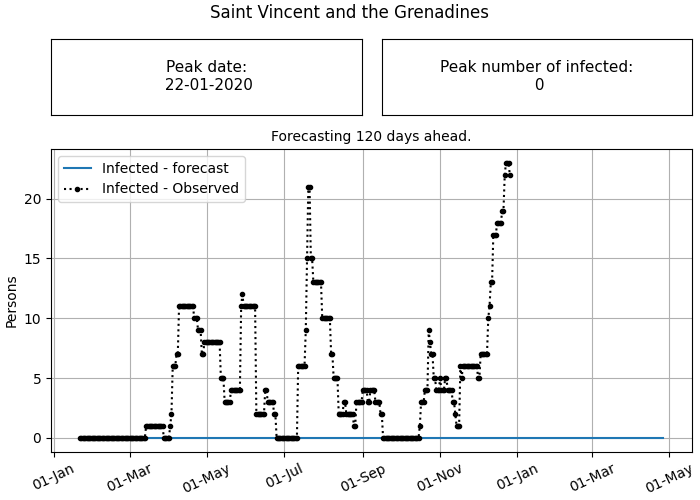 Saint Vincent and the Grenadines
Peak date:
22-01-2020
Peak number of infected:
0
Forecasting 120 days ahead.
Infected - forecast
Infected - Observed
Persons
20
15
10
5
0
01-Jan
01-Mar
01-May
01-Jul
01-Sep
01-Nov
01-Jan
01-Mar
01-May